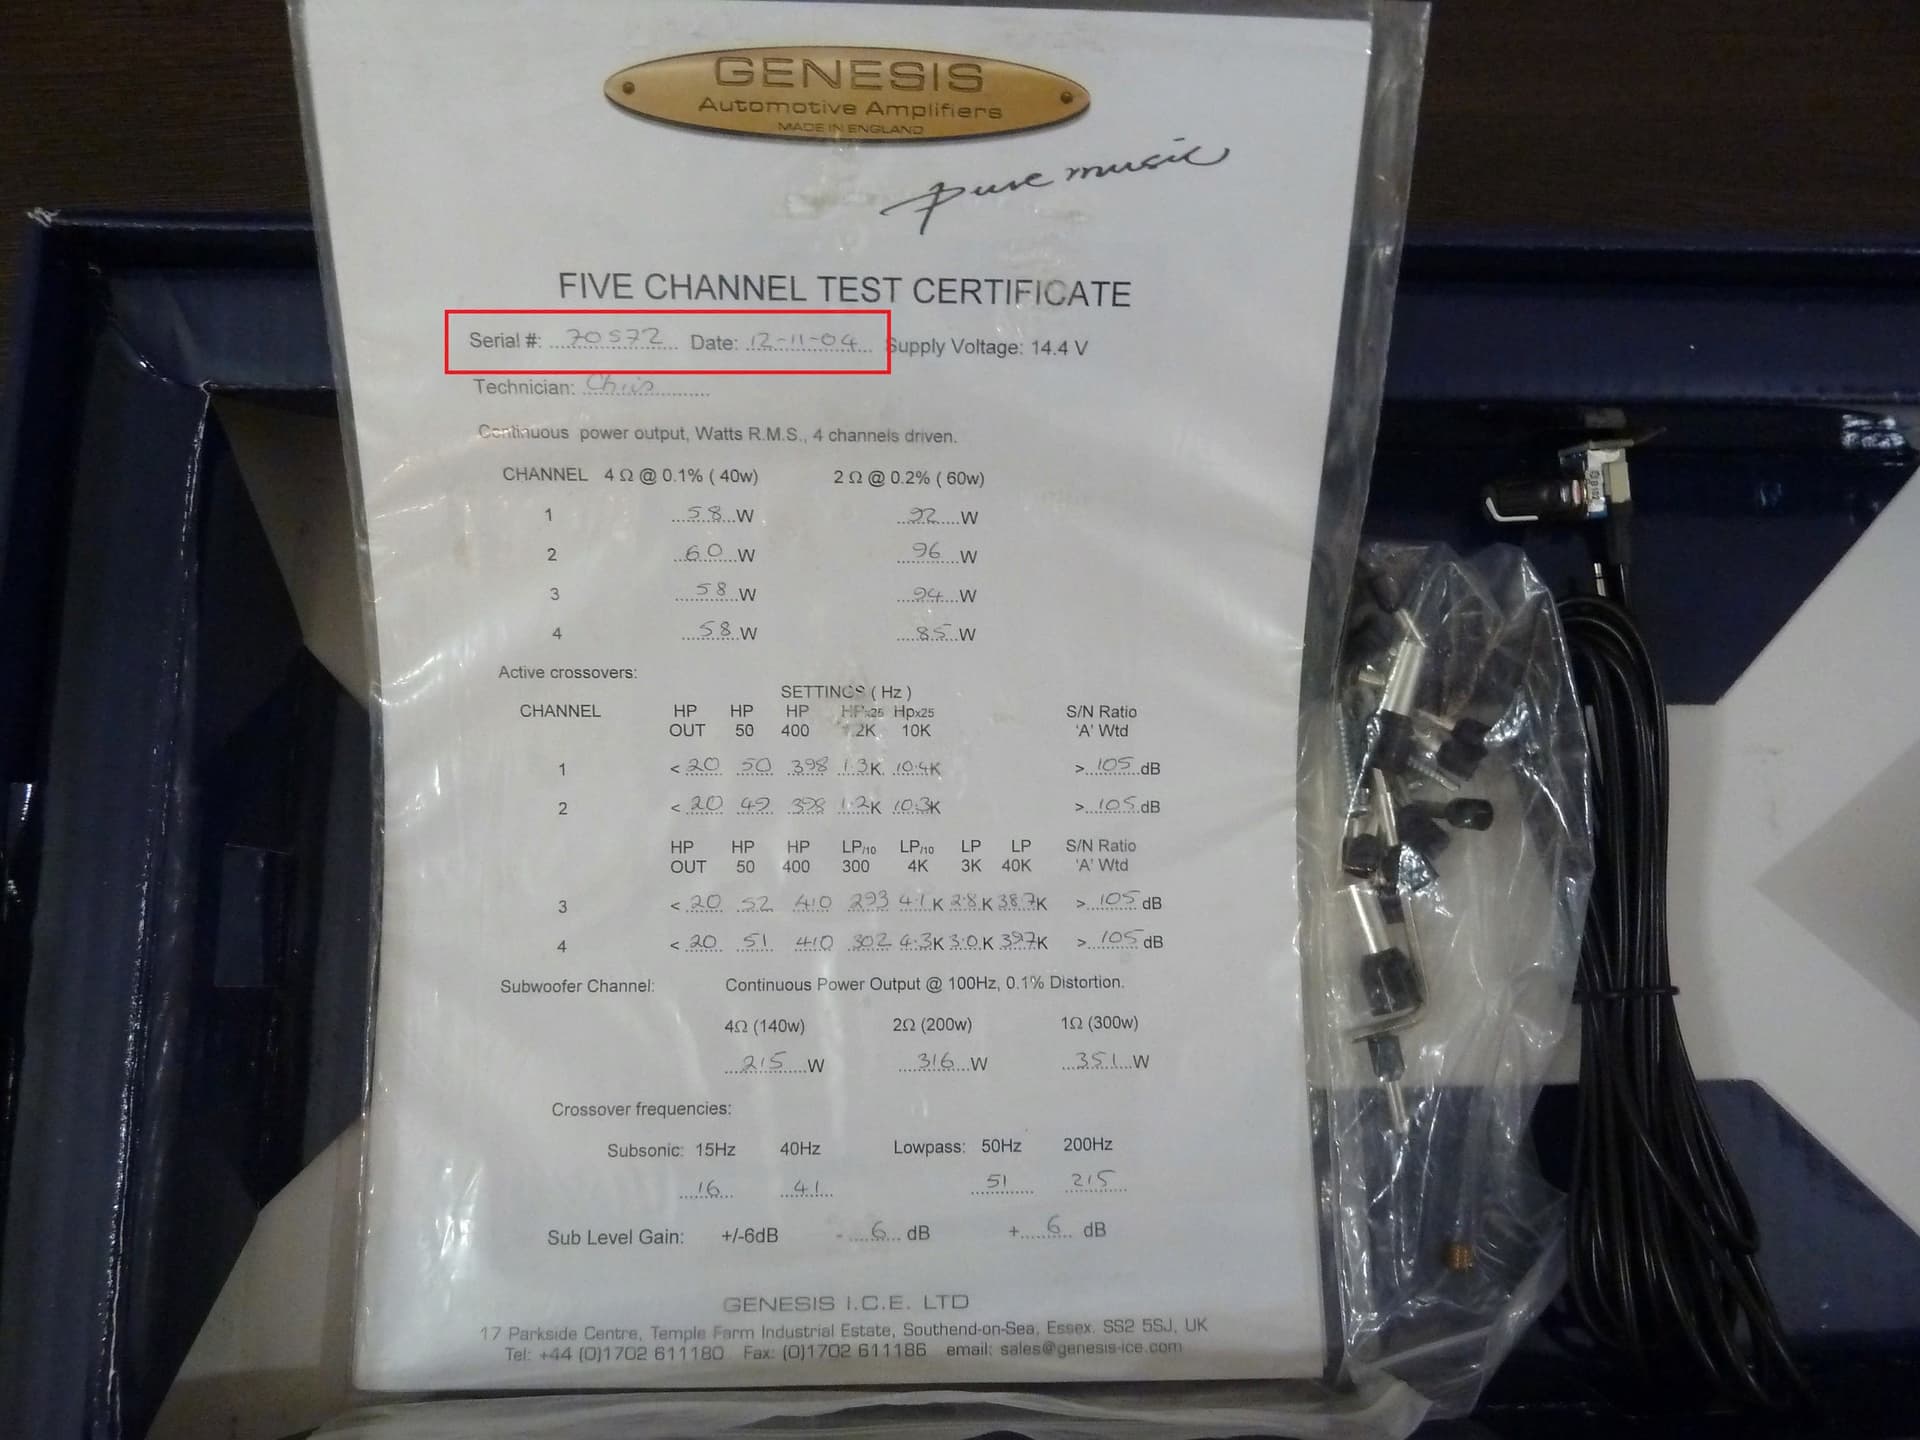 GENESIS
Automotive Amplifiers
MADE IN ENGLAND
pure music
FIVE CHANNEL TEST CERTIFICATE
Serial #: 70572 Date: 12-11-04 Supply Voltage: 14.4 V
Technician: Chris
Continuous power output, Watts R.M.S., 4 channels driven.
CHANNEL 4 Ω @ 0.1% ( 40w) 2 Ω @ 0.2% ( 60w)
1 58 W 92 W
2 60 W 96 W
3 58 W 94 W
4 58 W 85 W
Active crossovers:
SETTINGS ( Hz )
CHANNEL HP HP HP HPx25 Hpx25 S/N Ratio
OUT 50 400 1.2K 10K 'A' Wtd
1 < 20 50 398 1.3K 10.4K > 105 dB
2 < 20 49 398 1.2K 10.3K > 105 dB
HP HP HP LP/10 LP/10 LP LP S/N Ratio
OUT 50 400 300 4K 3K 40K 'A' Wtd
3 < 20 52 410 293 4.1K 2.8K 38.7K > 105 dB
4 < 20 51 410 302 4.3K 3.0K 39.7K > 105 dB
Subwoofer Channel: Continuous Power Output @ 100Hz, 0.1% Distortion.
4Ω (140w) 2Ω (200w) 1Ω (300w)
215 W 316 W 351 W
Crossover frequencies:
Subsonic: 15Hz 40Hz Lowpass: 50Hz 200Hz
16 41 51 215
Sub Level Gain: +/-6dB - 6 dB + 6 dB
GENESIS I.C.E. LTD
17 Parkside Centre, Temple Farm Industrial Estate, Southend-on-Sea, Essex. SS2 5SJ, UK
Tel: +44 (0)1702 611180 Fax: (0)1702 611186 email: sales@genesis-ice.com